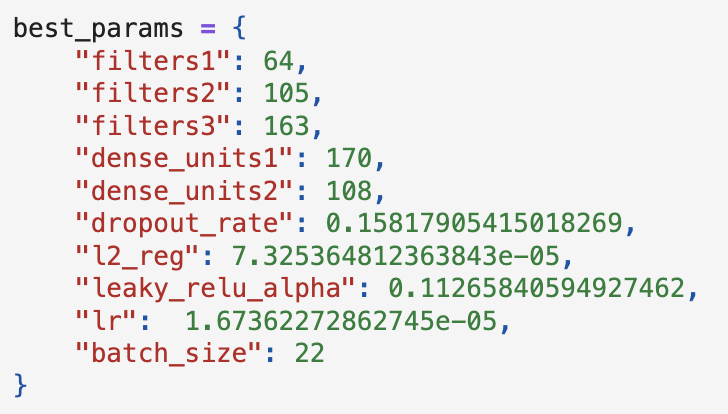 best_params = {
    "filters1": 64,
    "filters2": 105,
    "filters3": 163,
    "dense_units1": 170,
    "dense_units2": 108,
    "dropout_rate": 0.15817905415018269,
    "l2_reg": 7.325364812363843e-05,
    "leaky_relu_alpha": 0.11265840594927462,
    "lr":  1.67362272862745e-05,
    "batch_size": 22
}